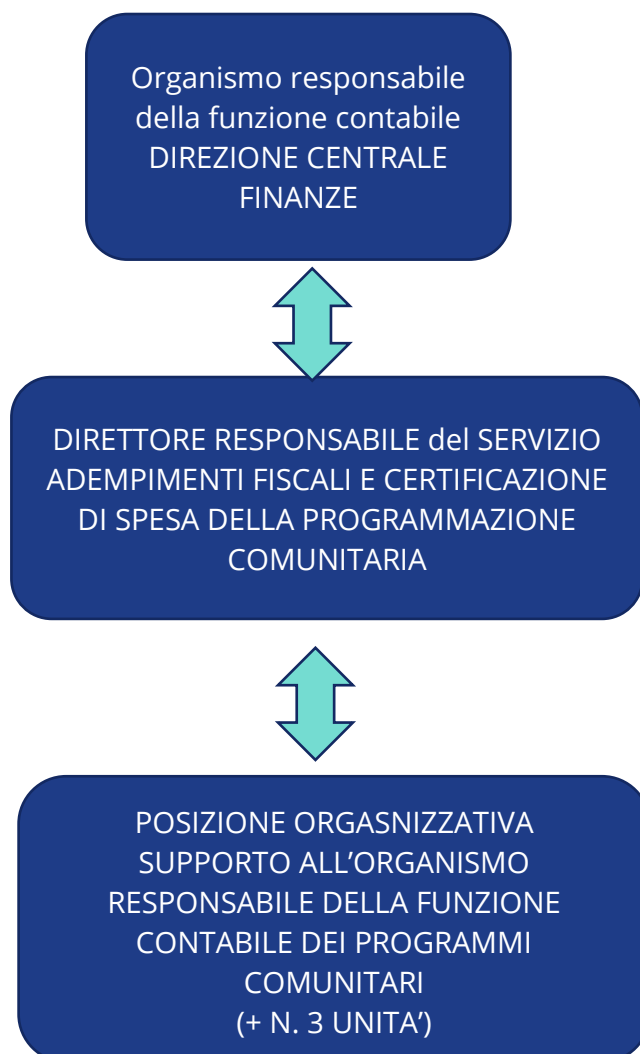 Organismo responsabile
della funzione contabile
DIREZIONE CENTRALE
FINANZE
DIRETTORE RESPONSABILE del SERVIZIO
ADEMPIMENTI FISCALI E CERTIFICAZIONE
DI SPESA DELLA PROGRAMMAZIONE
COMUNITARIA
POSIZIONE ORGASNIZZATIVA
SUPPORTO ALL’ORGANISMO
RESPONSABILE DELLA FUNZIONE
CONTABILE DEI PROGRAMMI
COMUNITARI
(+ N. 3 UNITA’)